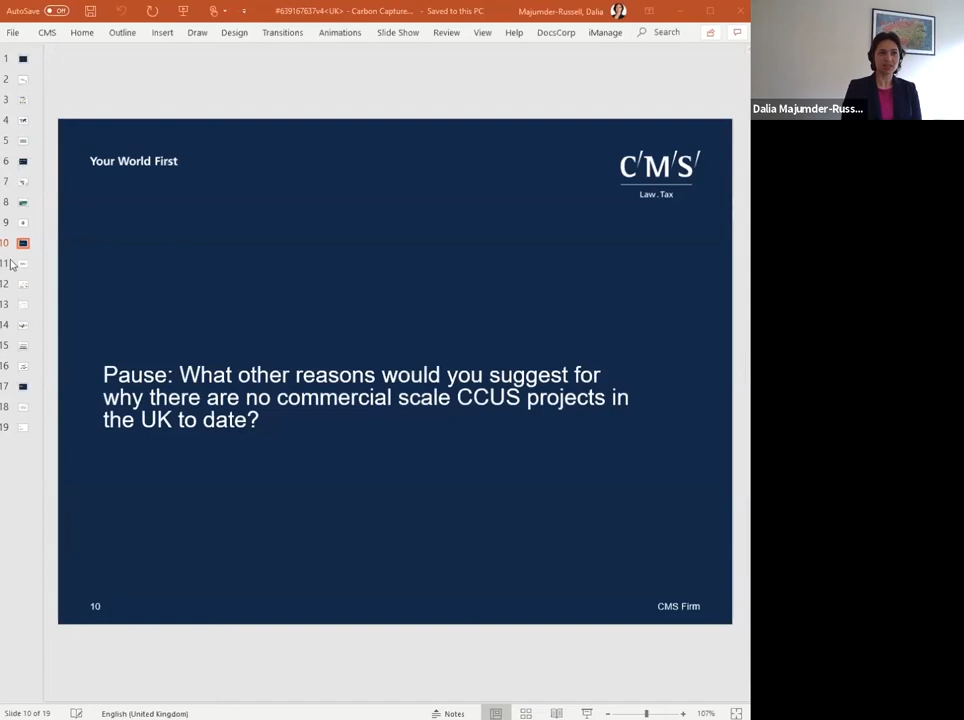 AutoSave Off #639167637v4<UK> - Carbon Capture... - Saved to this PC Majumder-Russell, Dalia
File CMS Home Outline Insert Draw Design Transitions Animations Slide Show Review View Help DocsCorp iManage Search
Dalia Majumder-Russ...
1
2
3
4
5
6
7
8
9
10
11
12
13
14
15
16
17
18
19
Your World First
C/M/S/
Law.Tax
Pause: What other reasons would you suggest for
why there are no commercial scale CCUS projects in
the UK to date?
10 CMS Firm
Slide 10 of 19 English (United Kingdom) Notes 107%